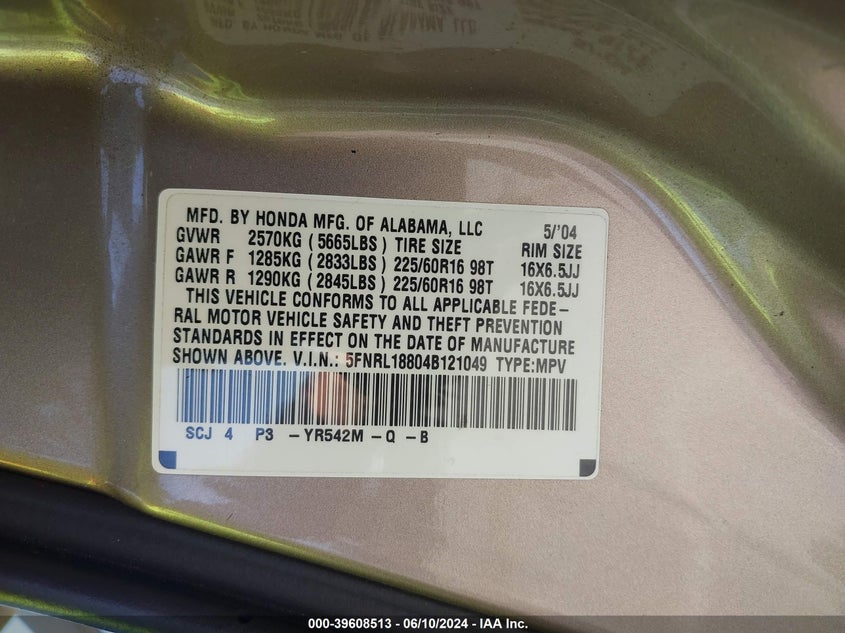 MFD. BY HONDA MFG. OF ALABAMA, LLC 5/'04
GVWR 2570KG ( 5665LBS ) TIRE SIZE RIM SIZE
GAWR F 1285KG ( 2833LBS ) 225/60R16 98T 16X6.5JJ
GAWR R 1290KG ( 2845LBS ) 225/60R16 98T 16X6.5JJ
THIS VEHICLE CONFORMS TO ALL APPLICABLE FEDE-
RAL MOTOR VEHICLE SAFETY AND THEFT PREVENTION
STANDARDS IN EFFECT ON THE DATE OF MANUFACTURE
SHOWN ABOVE. V.I.N.: 5FNRL18804B121049 TYPE:MPV
SCJ 4 P3 -YR542M-Q-B
000-39608513 - 06/10/2024 - IAA Inc.